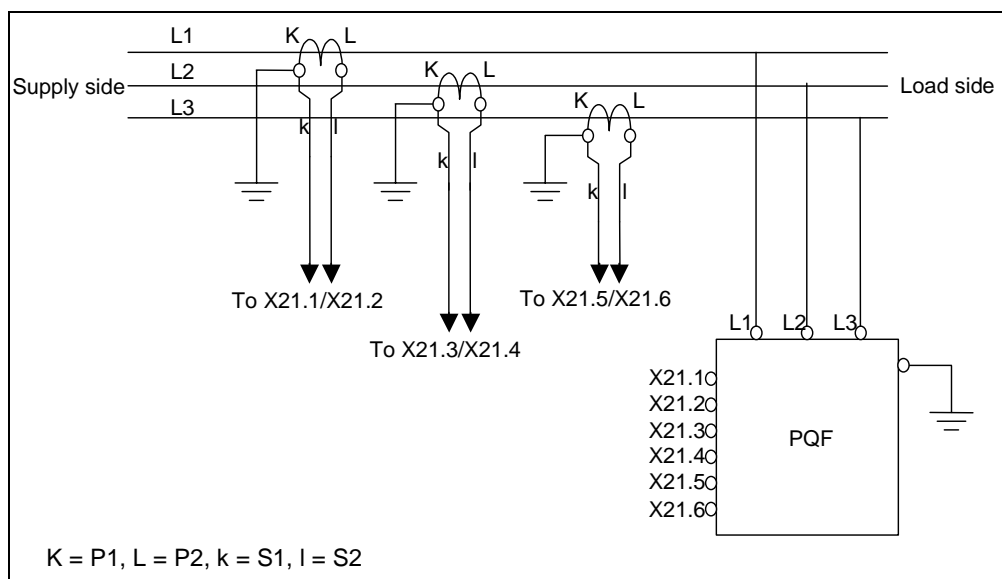 L1
K L
L2
K L
Supply side
Load side
L3
K L
k l
k l
k l
To X21.1/X21.2
To X21.5/X21.6
To X21.3/X21.4
L1 L2 L3
X21.1
X21.2
X21.3
X21.4
X21.5
X21.6
PQF
K = P1, L = P2, k = S1, l = S2